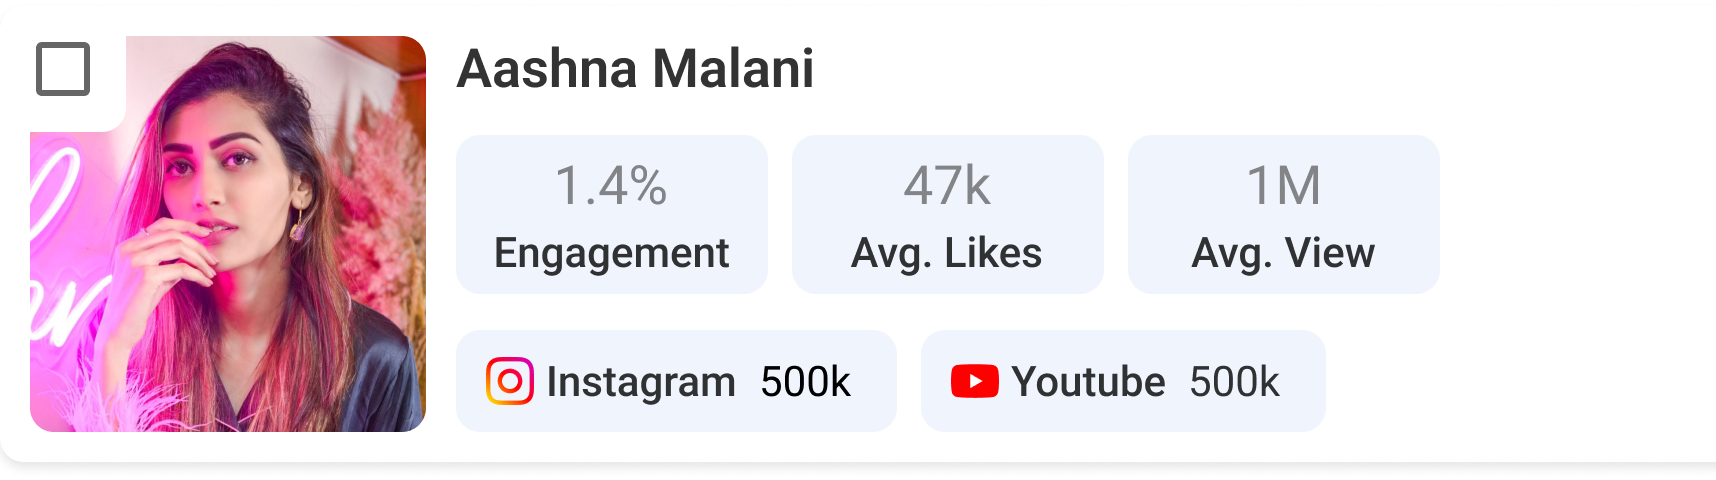 Aashna Malani
1.4%
Engagement
47k
Avg. Likes
1M
Avg. View
Instagram 500k
Youtube 500k